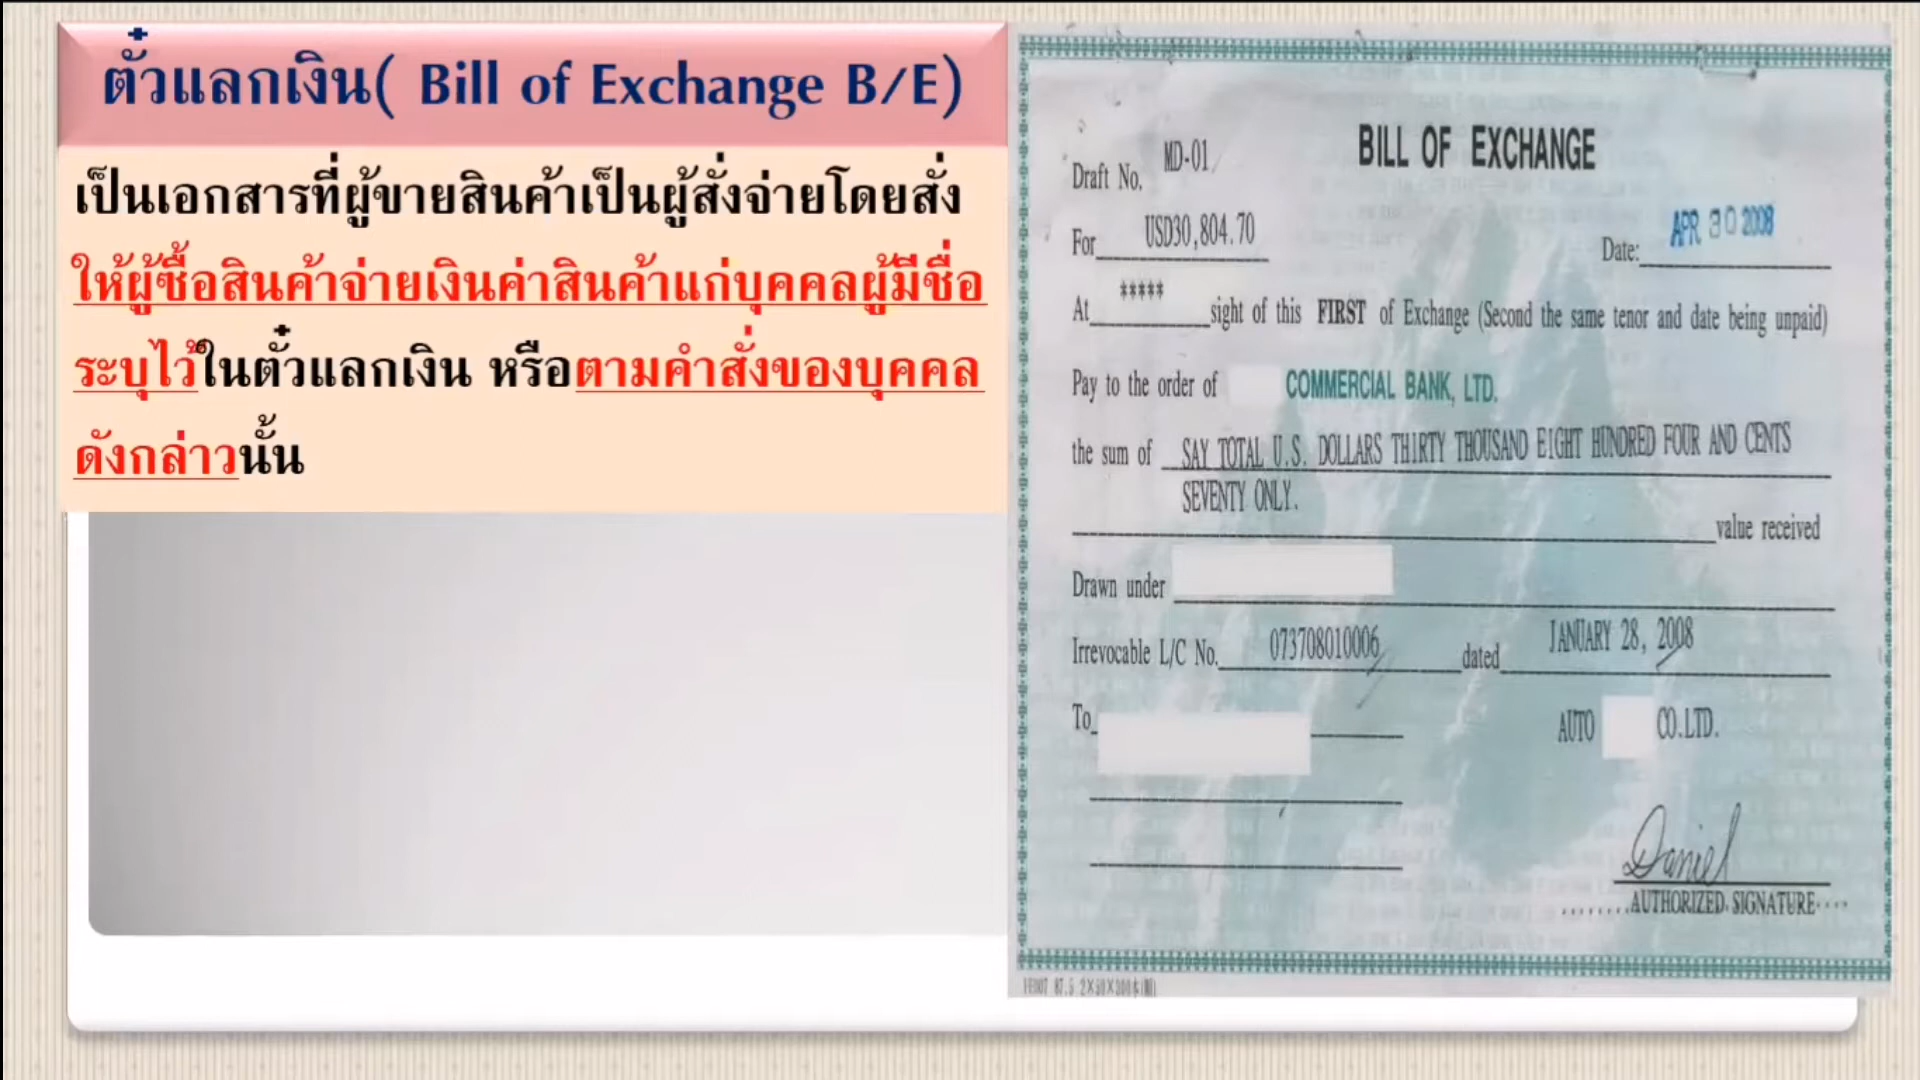 ตั๋วแลกเงิน( Bill of Exchange B/E)
เป็นเอกสารที่ผู้ขายสินค้าเป็นผู้สั่งจ่ายโดยสั่ง
ให้ผู้ซื้อสินค้าจ่ายเงินค่าสินค้าแก่บุคคลผู้มีชื่อ
ระบุไว้ในตั๋วแลกเงิน หรือตามคำสั่งของบุคคล
ดังกล่าวนั้น
BILL OF EXCHANGE
Draft No. MD-01
For USD30,804.70 Date: APR 30 2008
At ***** sight of this FIRST of Exchange (Second the same tenor and date being unpaid)
Pay to the order of COMMERCIAL BANK, LTD.
the sum of SAY TOTAL U.S. DOLLARS THIRTY THOUSAND EIGHT HUNDRED FOUR AND CENTS
SEVENTY ONLY.
value received
Drawn under
Irrevocable L/C No. 073708010006 dated JANUARY 28, 2008
To AUTO CO.LTD.
Daniel
AUTHORIZED SIGNATURE